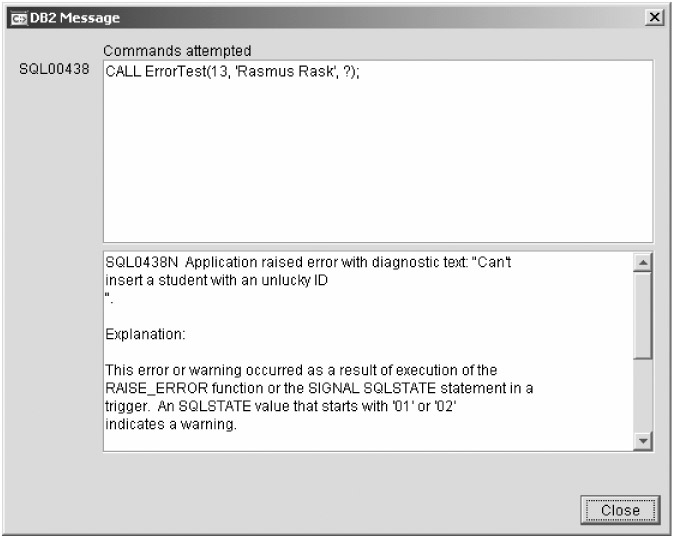 DB2 Message
Commands attempted
SQL00438
CALL ErrorTest(13, 'Rasmus Rask', ?);
SQL0438N  Application raised error with diagnostic text: "Can't
insert a student with an unlucky ID
".
Explanation:
This error or warning occurred as a result of execution of the
RAISE_ERROR function or the SIGNAL SQLSTATE statement in a
trigger.  An SQLSTATE value that starts with '01' or '02'
indicates a warning.
Close